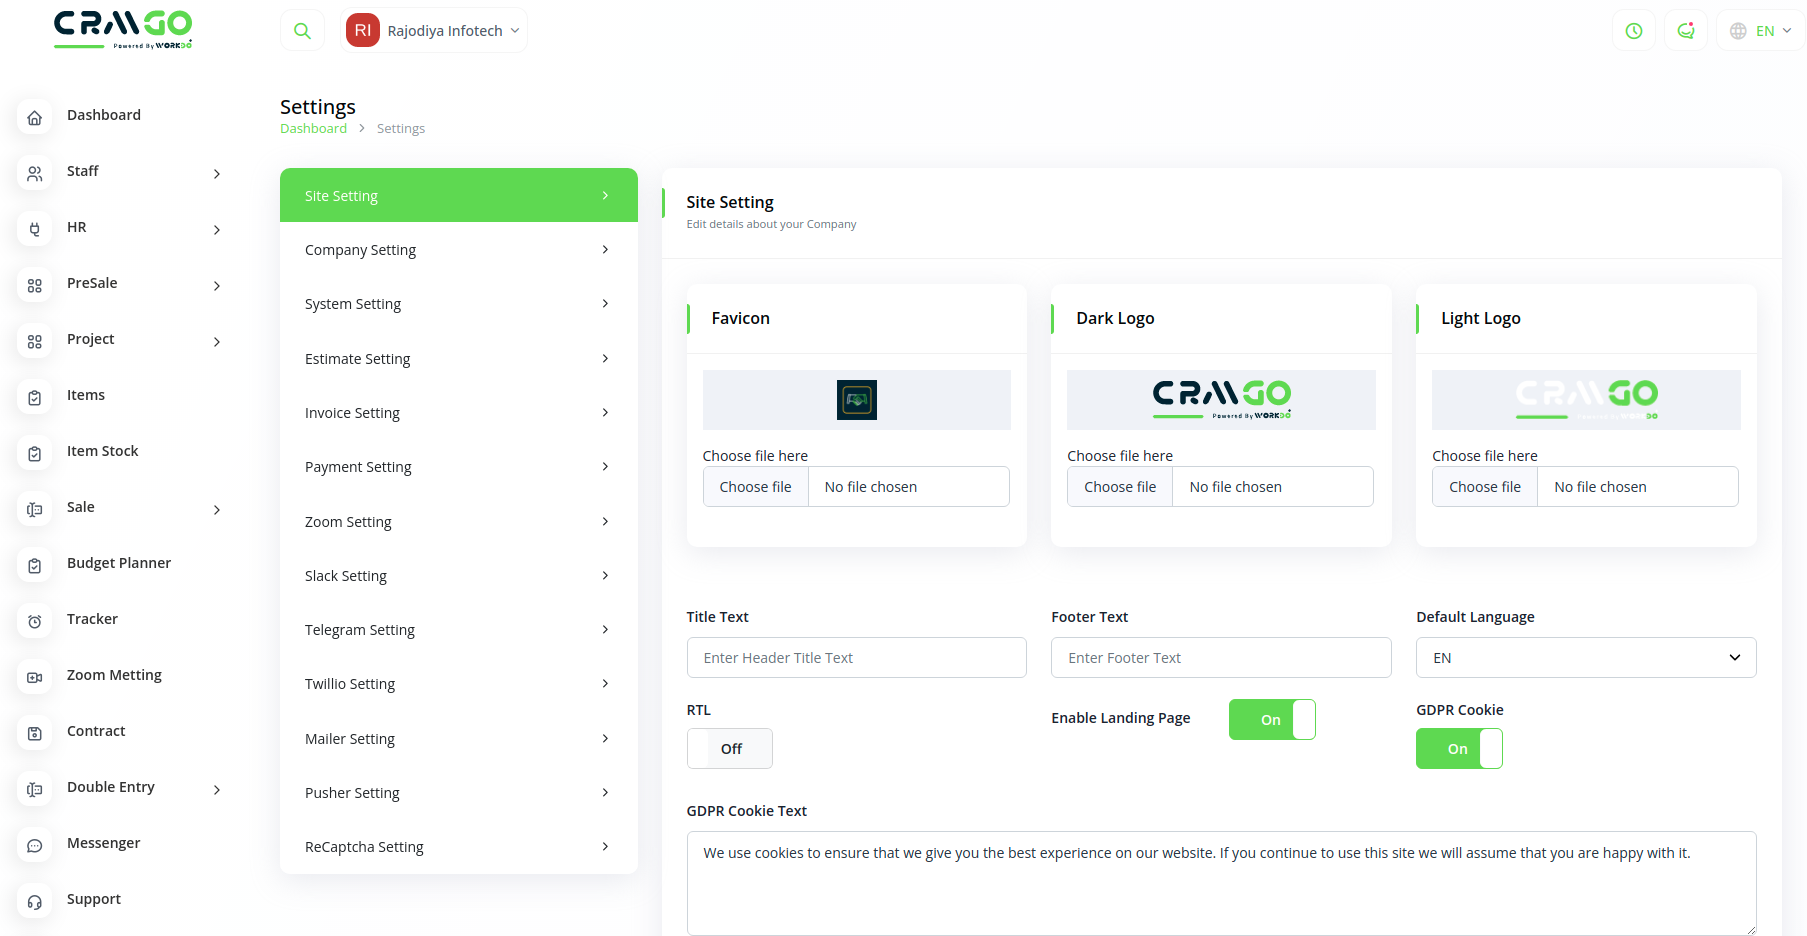 CRMGO
Powered By WORKDO
RI
Rajodiya Infotech
EN
Dashboard
Staff
HR
PreSale
Project
Items
Item Stock
Sale
Budget Planner
Tracker
Zoom Metting
Contract
Double Entry
Messenger
Support
Settings
Dashboard > Settings
Site Setting
Company Setting
System Setting
Estimate Setting
Invoice Setting
Payment Setting
Zoom Setting
Slack Setting
Telegram Setting
Twillio Setting
Mailer Setting
Pusher Setting
ReCaptcha Setting
Site Setting
Edit details about your Company
Favicon
Choose file here
Choose file No file chosen
Dark Logo
CRMGO
Powered By WORKDO
Choose file here
Choose file No file chosen
Light Logo
CRMGO
Powered By WORKDO
Choose file here
Choose file No file chosen
Title Text
Enter Header Title Text
Footer Text
Enter Footer Text
Default Language
EN
RTL
Off
Enable Landing Page
On
GDPR Cookie
On
GDPR Cookie Text
We use cookies to ensure that we give you the best experience on our website. If you continue to use this site we will assume that you are happy with it.